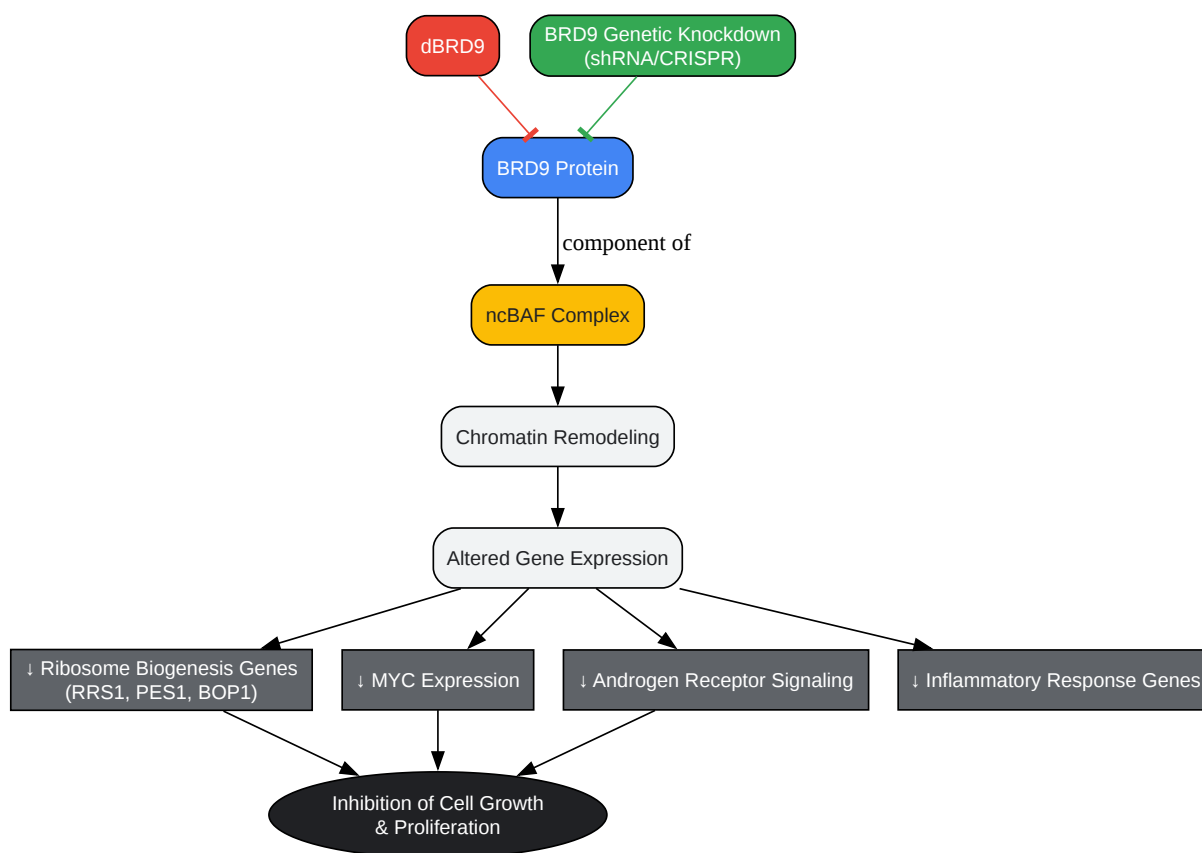 dBRD9
BRD9 Genetic Knockdown
(shRNA/CRISPR)
BRD9 Protein
component of
ncBAF Complex
Chromatin Remodeling
Altered Gene Expression
↓ Ribosome Biogenesis Genes
(RRS1, PES1, BOP1)
↓ MYC Expression
↓ Androgen Receptor Signaling
↓ Inflammatory Response Genes
Inhibition of Cell Growth
& Proliferation